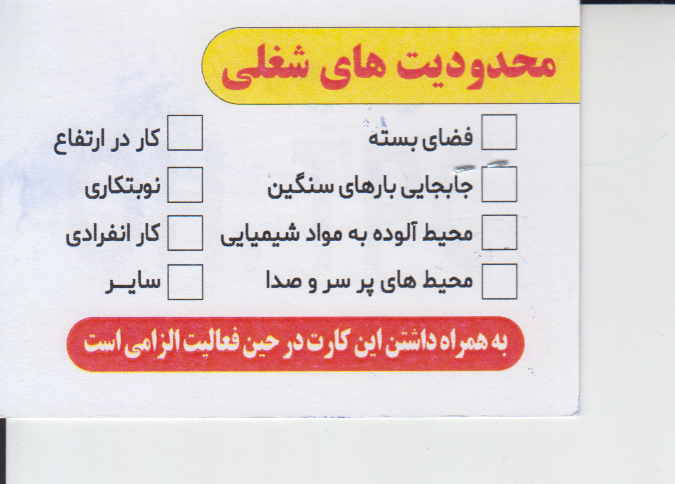 محدودیت های شغلی
فضای بسته
کار در ارتفاع
جابجایی بارهای سنگین
نوبتکاری
محیط آلوده به مواد شیمیایی
کار انفرادی
محیط های پر سر و صدا
سایـر
به همراه داشتن این کارت در حین فعالیت الزامی است